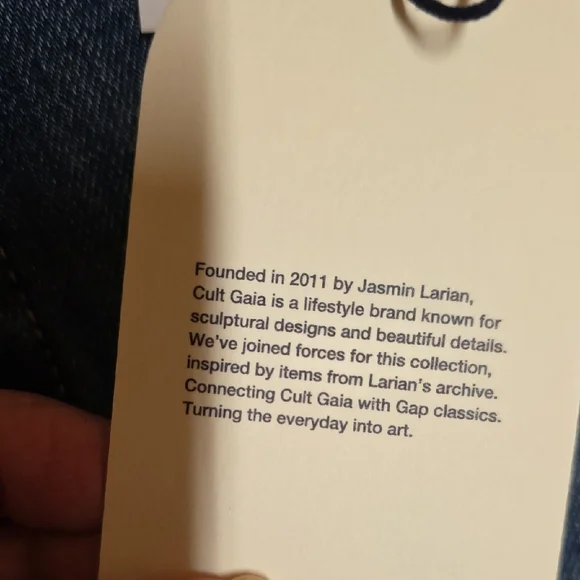 Founded in 2011 by Jasmin Larian,
Cult Gaia is a lifestyle brand known for
sculptural designs and beautiful details.
We've joined forces for this collection,
inspired by items from Larian's archive.
Connecting Cult Gaia with Gap classics.
Turning the everyday into art.